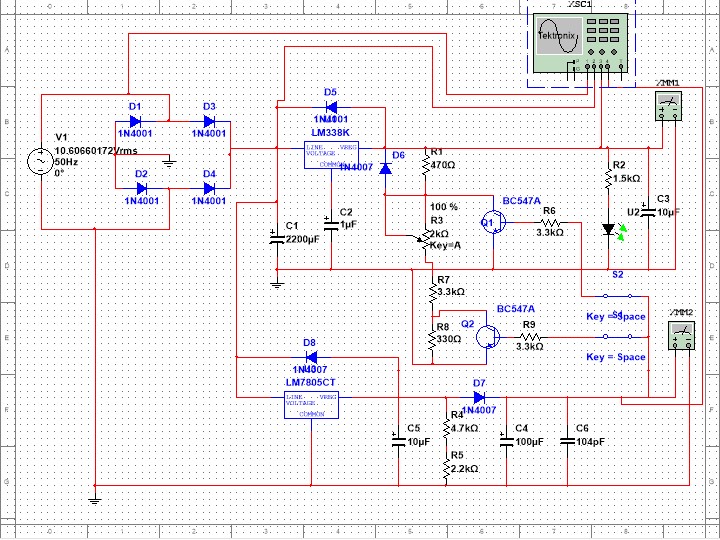 XSC1
Tektronix
XMM1
D5
1N4001
LM338K
LINE VREG
VOLTAGE
COMMON
D1
1N4001
D3
1N4001
V1
10.6066017 2Vrms
50Hz
0°
D2
1N4001
D4
1N4001
1N4007
D6
R1
470Ω
R2
1.5kΩ
C3
10µF
U2
BC547A
Q1
R6
3.3kΩ
100 %
R3
2kΩ
Key=A
C1
2200µF
C2
1µF
S2
Key = Space
R7
3.3kΩ
BC547A
Q2
R8
330Ω
R9
3.3kΩ
Key = Space
XMM2
D8
1N4007
LM7805CT
LINE VREG
VOLTAGE
COMMON
D7
1N4007
C5
10µF
R4
4.7kΩ
R5
2.2kΩ
C4
100µF
C6
104pF